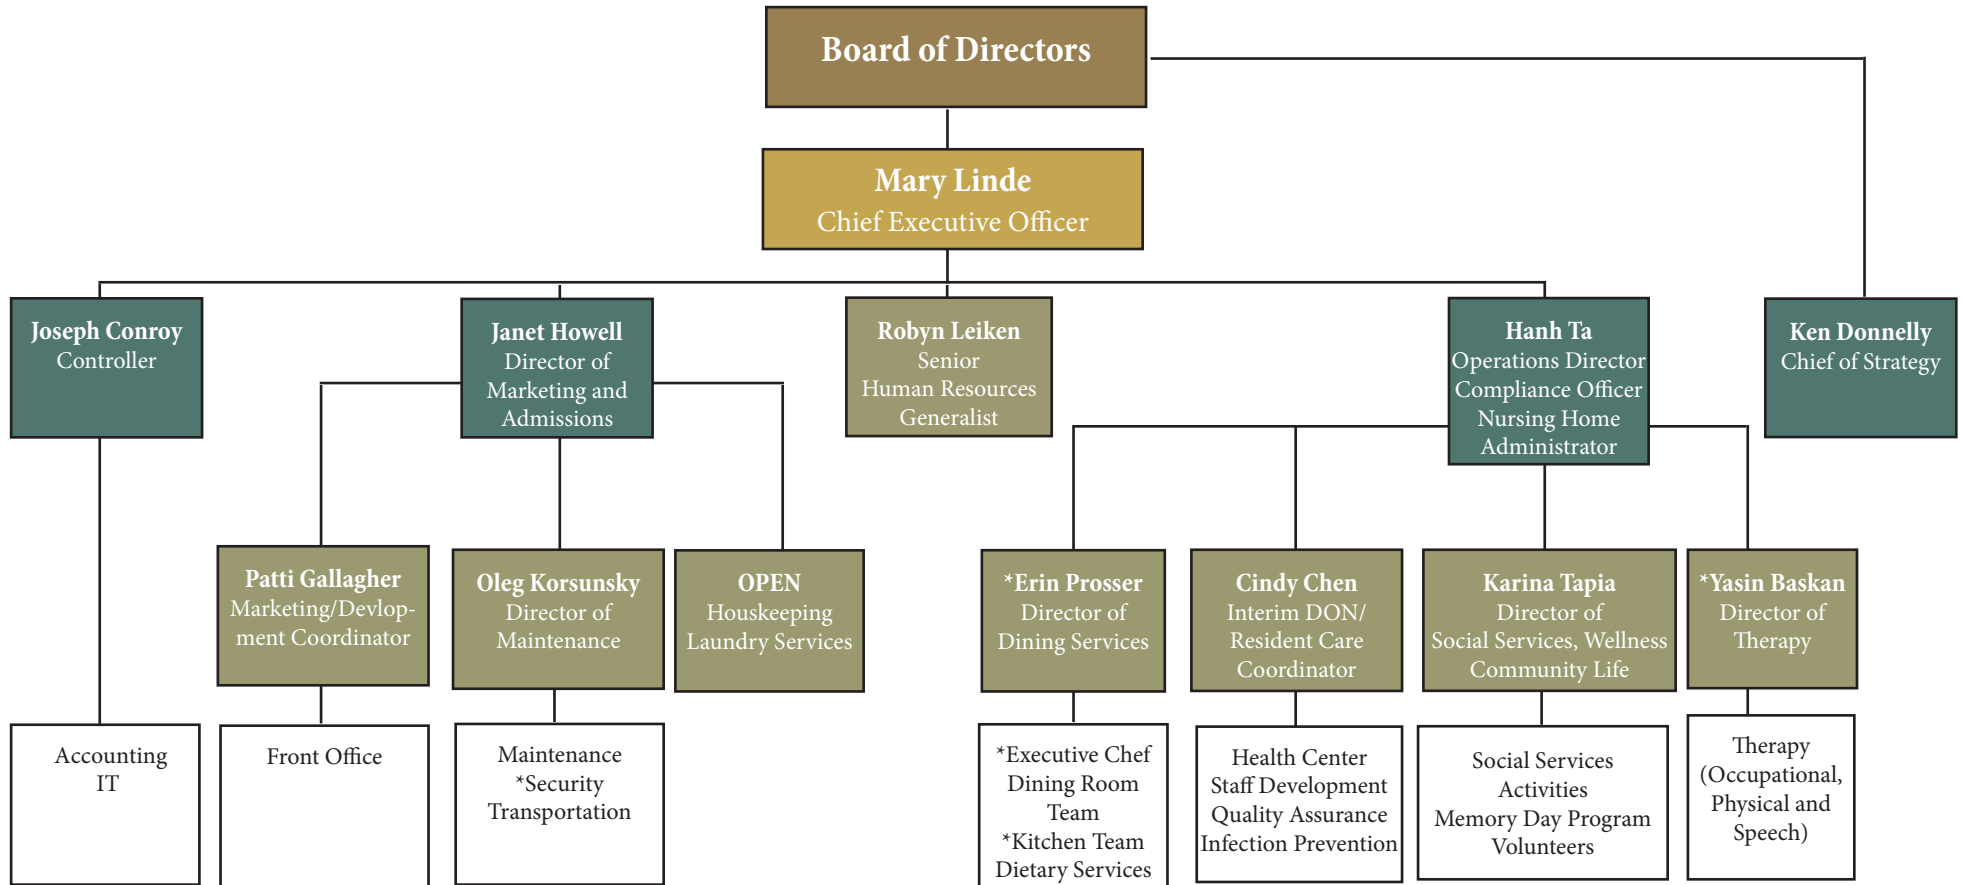 Board of Directors
Mary Linde
Chief Executive Officer
Joseph Conroy
Controller
Janet Howell
Director of
Marketing and
Admissions
Robyn Leiken
Senior
Human Resources
Generalist
Hanh Ta
Operations Director
Compliance Officer
Nursing Home
Administrator
Ken Donnelly
Chief of Strategy
Patti Gallagher
Marketing/Devlop-
ment Coordinator
Oleg Korsunsky
Director of
Maintenance
OPEN
Houskeeping
Laundry Services
*Erin Prosser
Director of
Dining Services
Cindy Chen
Interim DON/
Resident Care
Coordinator
Karina Tapia
Director of
Social Services, Wellness
Community Life
*Yasin Baskan
Director of
Therapy
Accounting
IT
Front Office
Maintenance
*Security
Transportation
*Executive Chef
Dining Room
Team
*Kitchen Team
Dietary Services
Health Center
Staff Development
Quality Assurance
Infection Prevention
Social Services
Activities
Memory Day Program
Volunteers
Therapy
(Occupational,
Physical and
Speech)